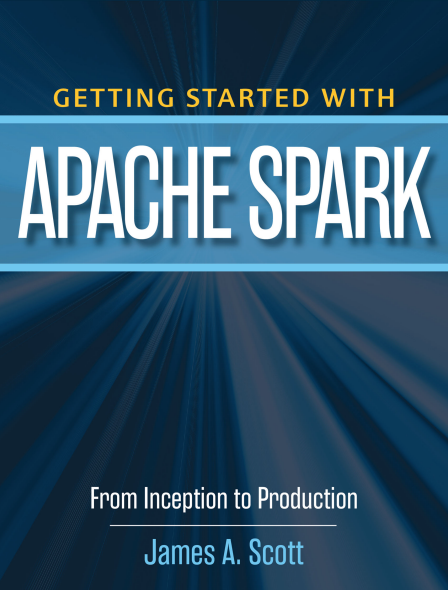 GETTING STARTED WITH
APACHE SPARK
From Inception to Production
James A. Scott